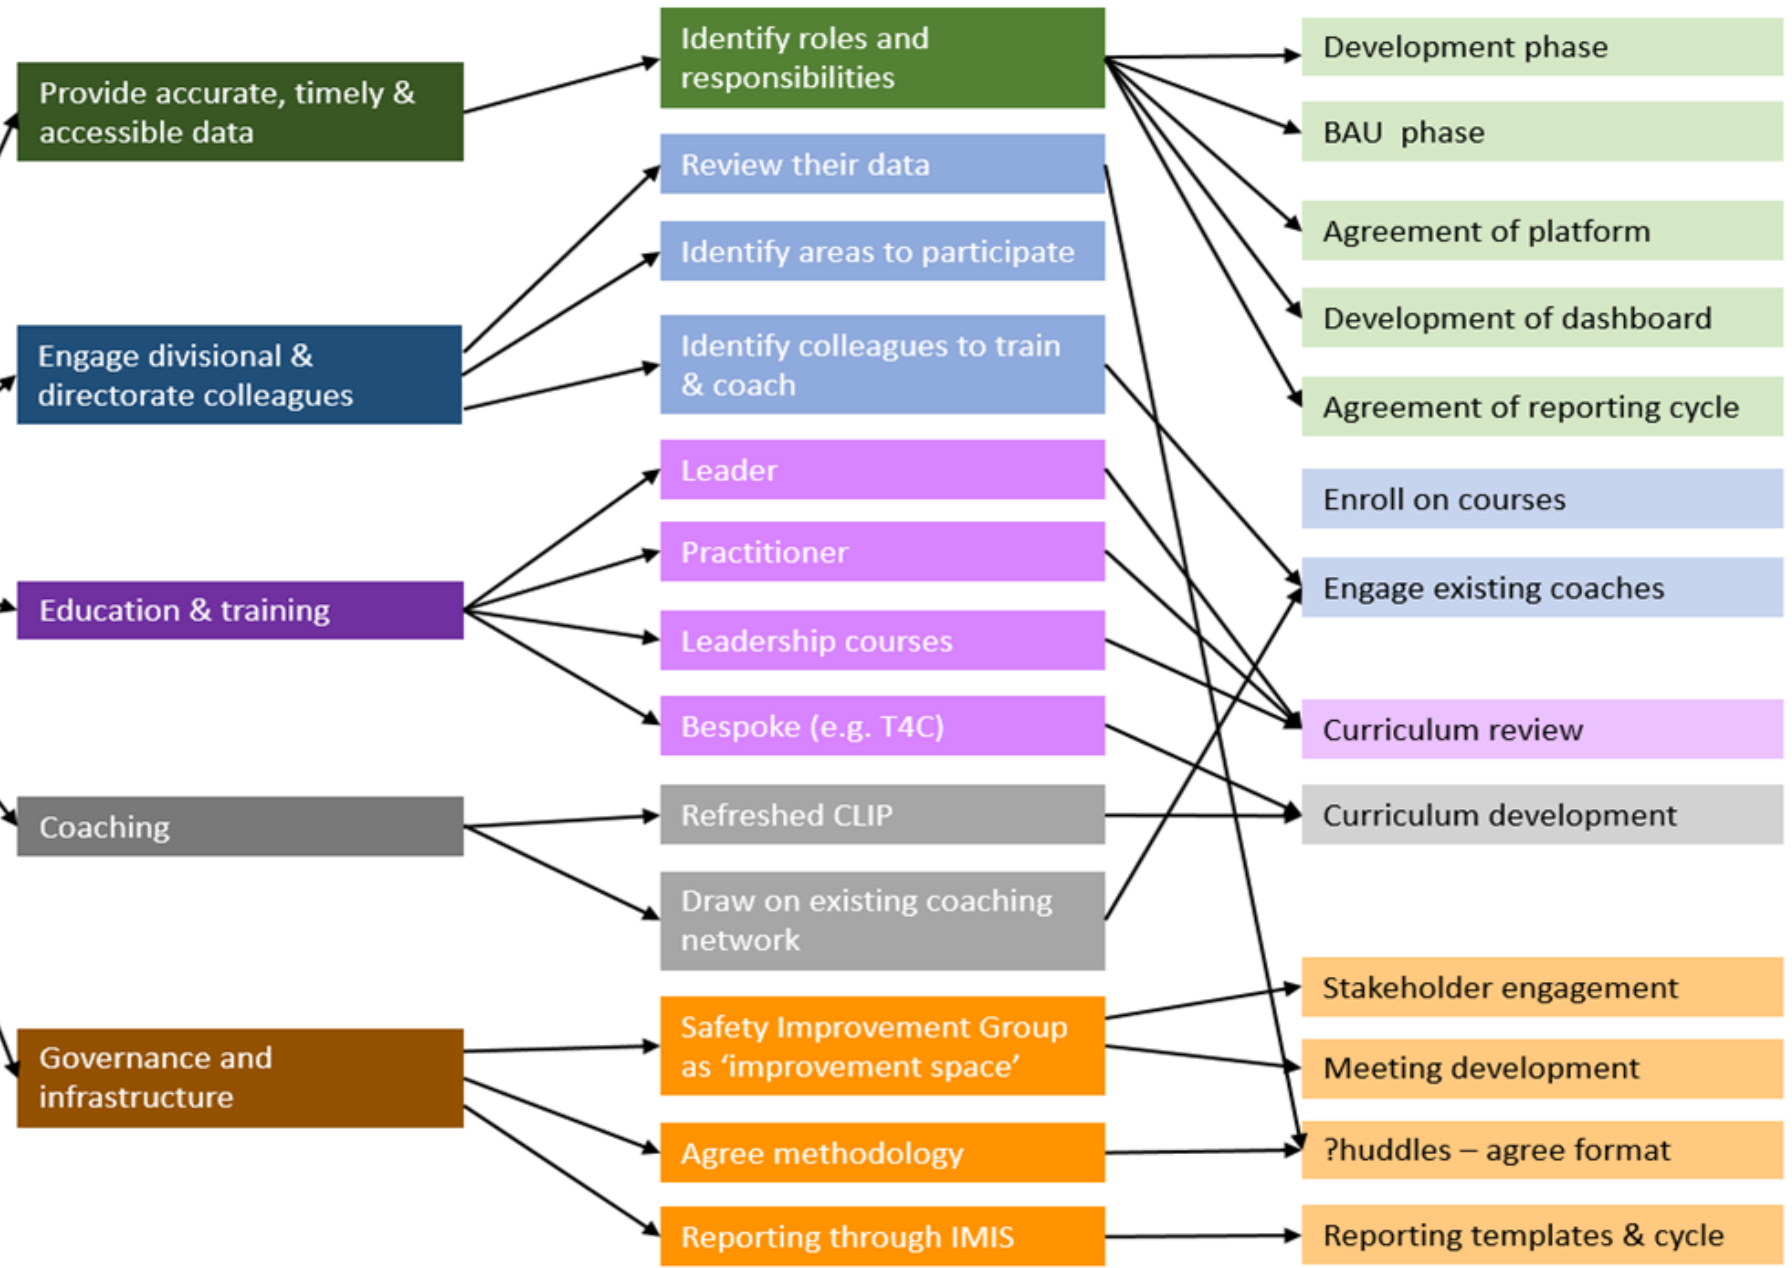 Provide accurate, timely &
accessible data
Engage divisional &
directorate colleagues
Education & training
Coaching
Governance and
infrastructure
Identify roles and
responsibilities
Review their data
Identify areas to participate
Identify colleagues to train
& coach
Leader
Practitioner
Leadership courses
Bespoke (e.g. T4C)
Refreshed CLIP
Draw on existing coaching
network
Safety Improvement Group
as ‘improvement space’
Agree methodology
Reporting through IMIS
Development phase
BAU  phase
Agreement of platform
Development of dashboard
Agreement of reporting cycle
Enroll on courses
Engage existing coaches
Curriculum review
Curriculum development
Stakeholder engagement
Meeting development
?huddles – agree format
Reporting templates & cycle